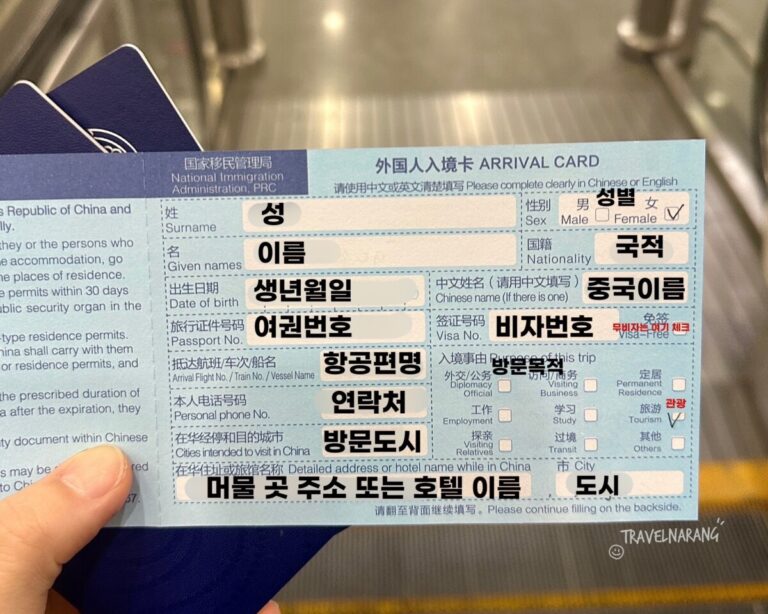 国家移民管理局
National Immigration
Administration, PRC
外国人入境卡 ARRIVAL CARD
请使用中文或英文清楚填写 Please complete clearly in Chinese or English
姓
Surname
성
性别
Sex
男
Male
성별
女
Female
名
Given names
이름
国籍
Nationality
국적
出生日期
Date of birth
생년월일
中文姓名（请用中文填写）
Chinese name (If there is one)
중국이름
旅行证件号码
Passport No.
여권번호
签证号码
Visa No.
비자번호
免签
Visa-Free
무비자는 여기 체크
抵达航班/车次/船名
Arrival Flight No. / Train No. / Vessel Name
항공편명
入境事由 Purpose of this trip
방문목적
外交/公务
Diplomacy
Official
访问/商务
Visiting
Business
定居
Permanent
Residence
本人电话号码
Personal phone No.
연락처
工作
Employment
学习
Study
旅游
Tourism
관광
在华经停和目的城市
Cities intended to visit in China
방문도시
探亲
Visiting
Relatives
过境
Transit
其他
Others
在华住址或旅馆名称 Detailed address or hotel name while in China
머물 곳 주소 또는 호텔 이름
市 City
도시
请翻至背面继续填写。Please continue filling on the backside.
s Republic of China and
lly.
they or the persons who
e accommodation, go
he places of residence.
e permits within 30 days
ublic security organ in the
-type residence permits.
hina shall carry with them
or residence permits, and
the prescribed duration of
a after the expiration, they
ity document within Chinese
s may be
red
to Chi
67.
TRAVELNARANG